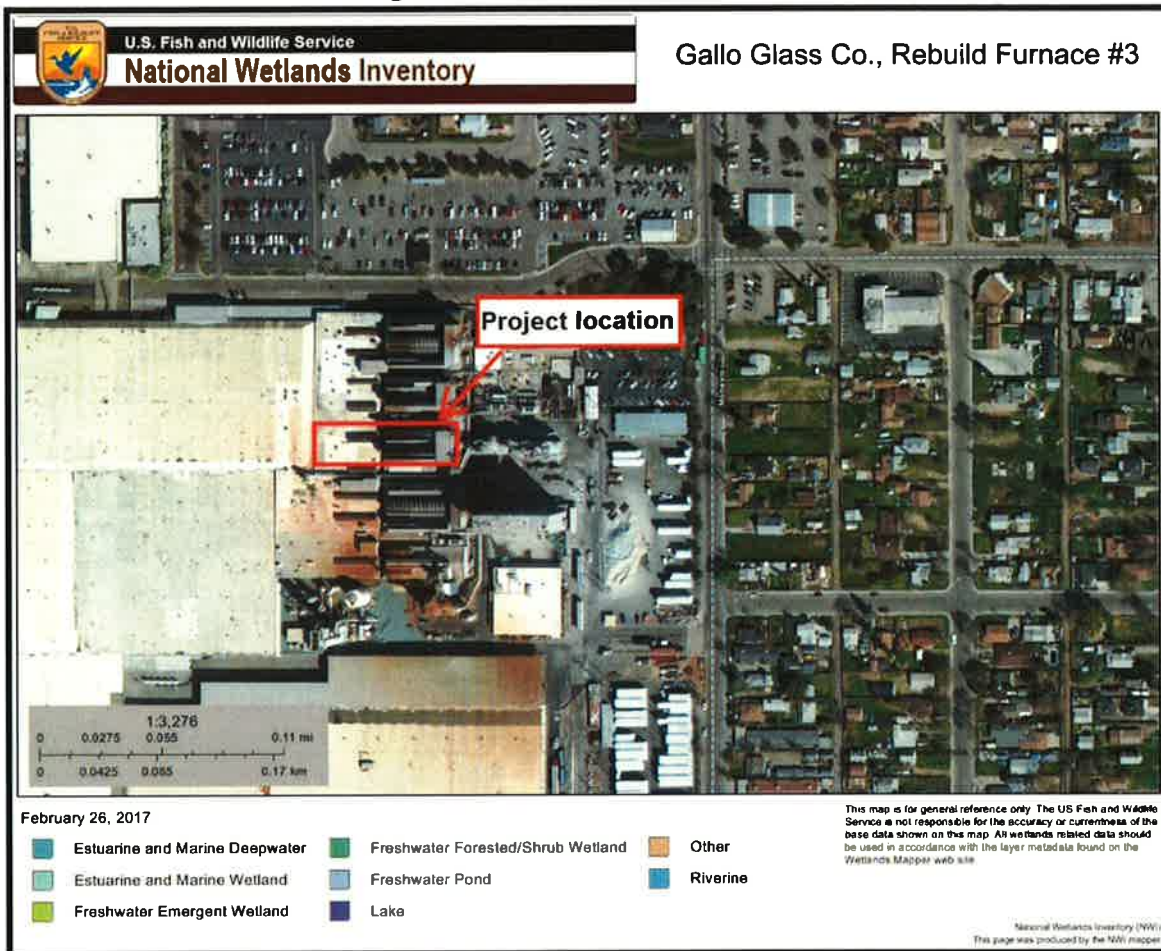 U.S. Fish and Wildlife Service
National Wetlands Inventory
Gallo Glass Co., Rebuild Furnace #3
Project location
1:3,276
0 0.0275 0.055 0.11 mi
0 0.0425 0.085 0.17 km
February 26, 2017
Estuarine and Marine Deepwater
Estuarine and Marine Wetland
Freshwater Emergent Wetland
Freshwater Forested/Shrub Wetland
Freshwater Pond
Lake
Other
Riverine
This map is for general reference only. The US Fish and Wildlife
Service is not responsible for the accuracy or currentness of the
base data shown on this map. All wetlands related data should
be used in accordance with the layer metadata found on the
Wetlands Mapper web site.
National Wetlands Inventory (NWI)
This page was produced by the NWI mapper